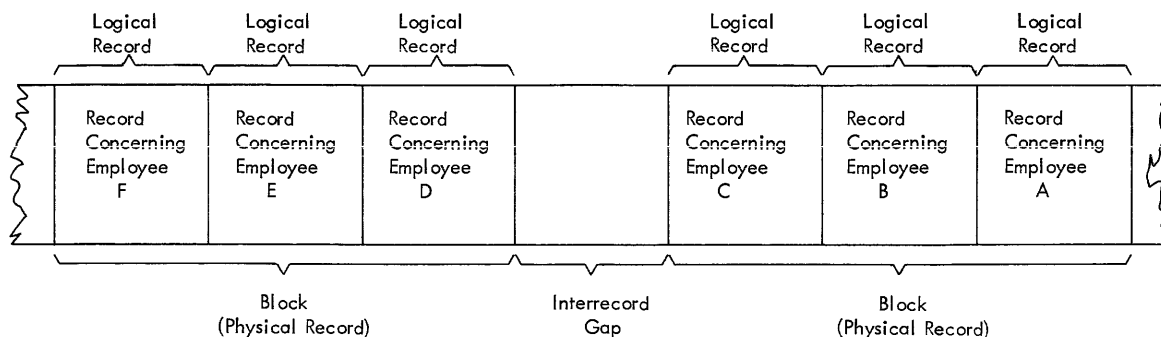 Logical Record
Logical Record
Logical Record
Logical Record
Logical Record
Logical Record
Record Concerning Employee F
Record Concerning Employee E
Record Concerning Employee D
Record Concerning Employee C
Record Concerning Employee B
Record Concerning Employee A
Block (Physical Record)
Interrecord Gap
Block (Physical Record)